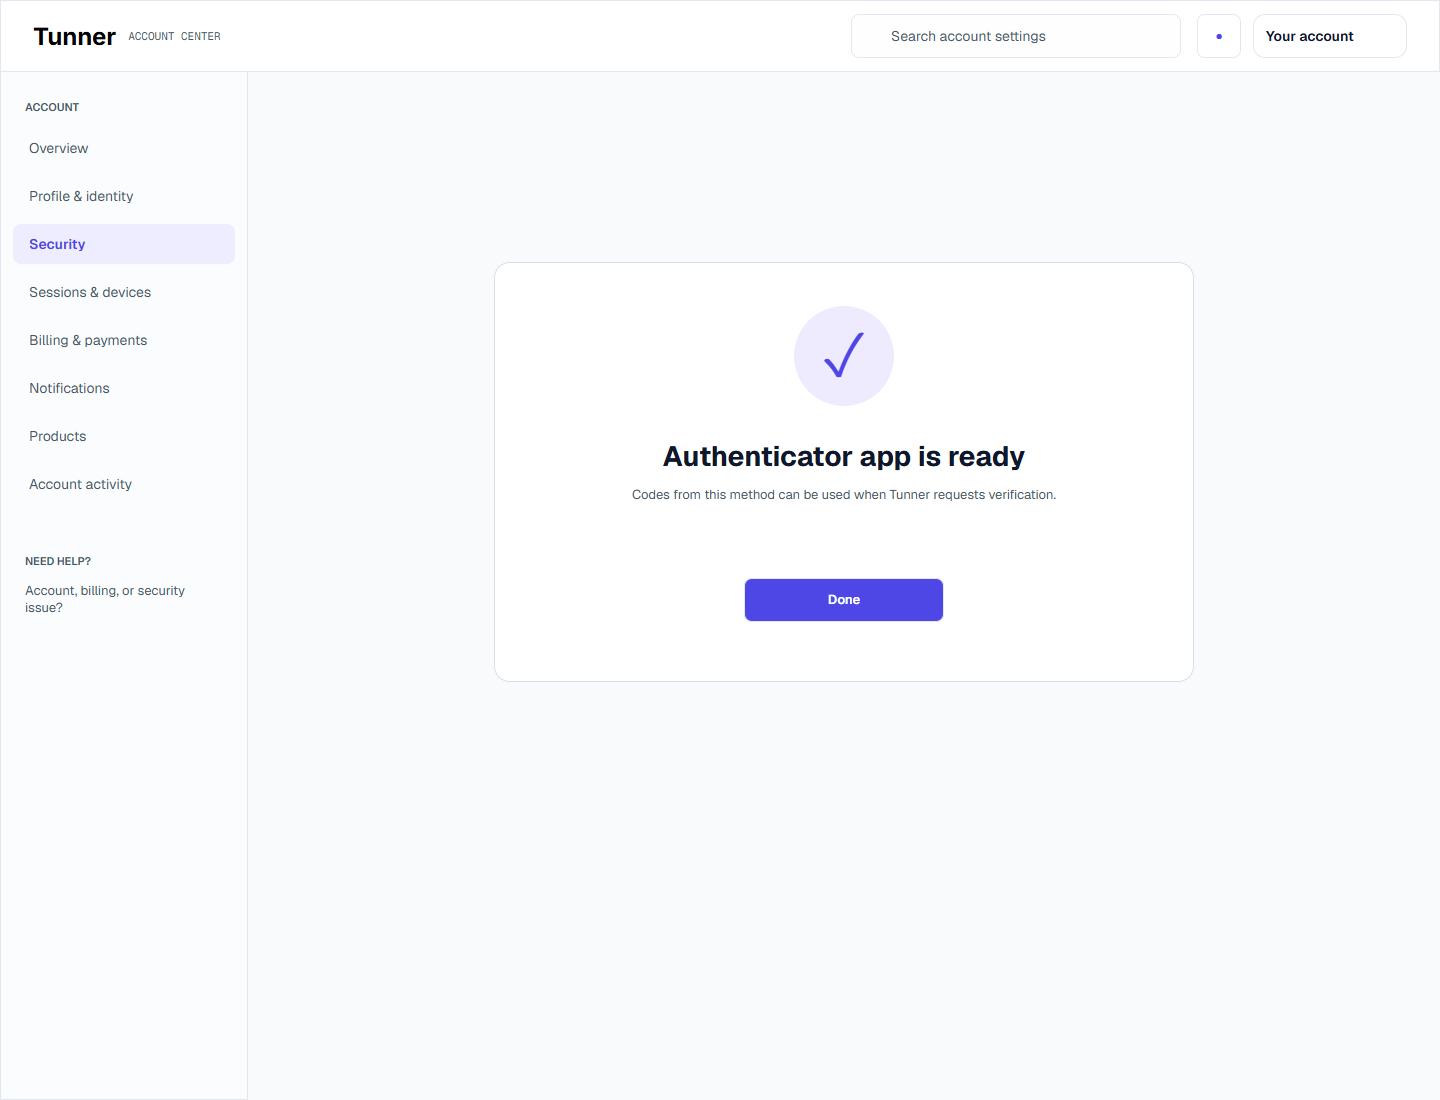 Tunner ACCOUNT CENTER
Search account settings
Your account
ACCOUNT
Overview
Profile & identity
Security
Sessions & devices
Billing & payments
Notifications
Products
Account activity
NEED HELP?
Account, billing, or security
issue?
Authenticator app is ready
Codes from this method can be used when Tunner requests verification.
Done